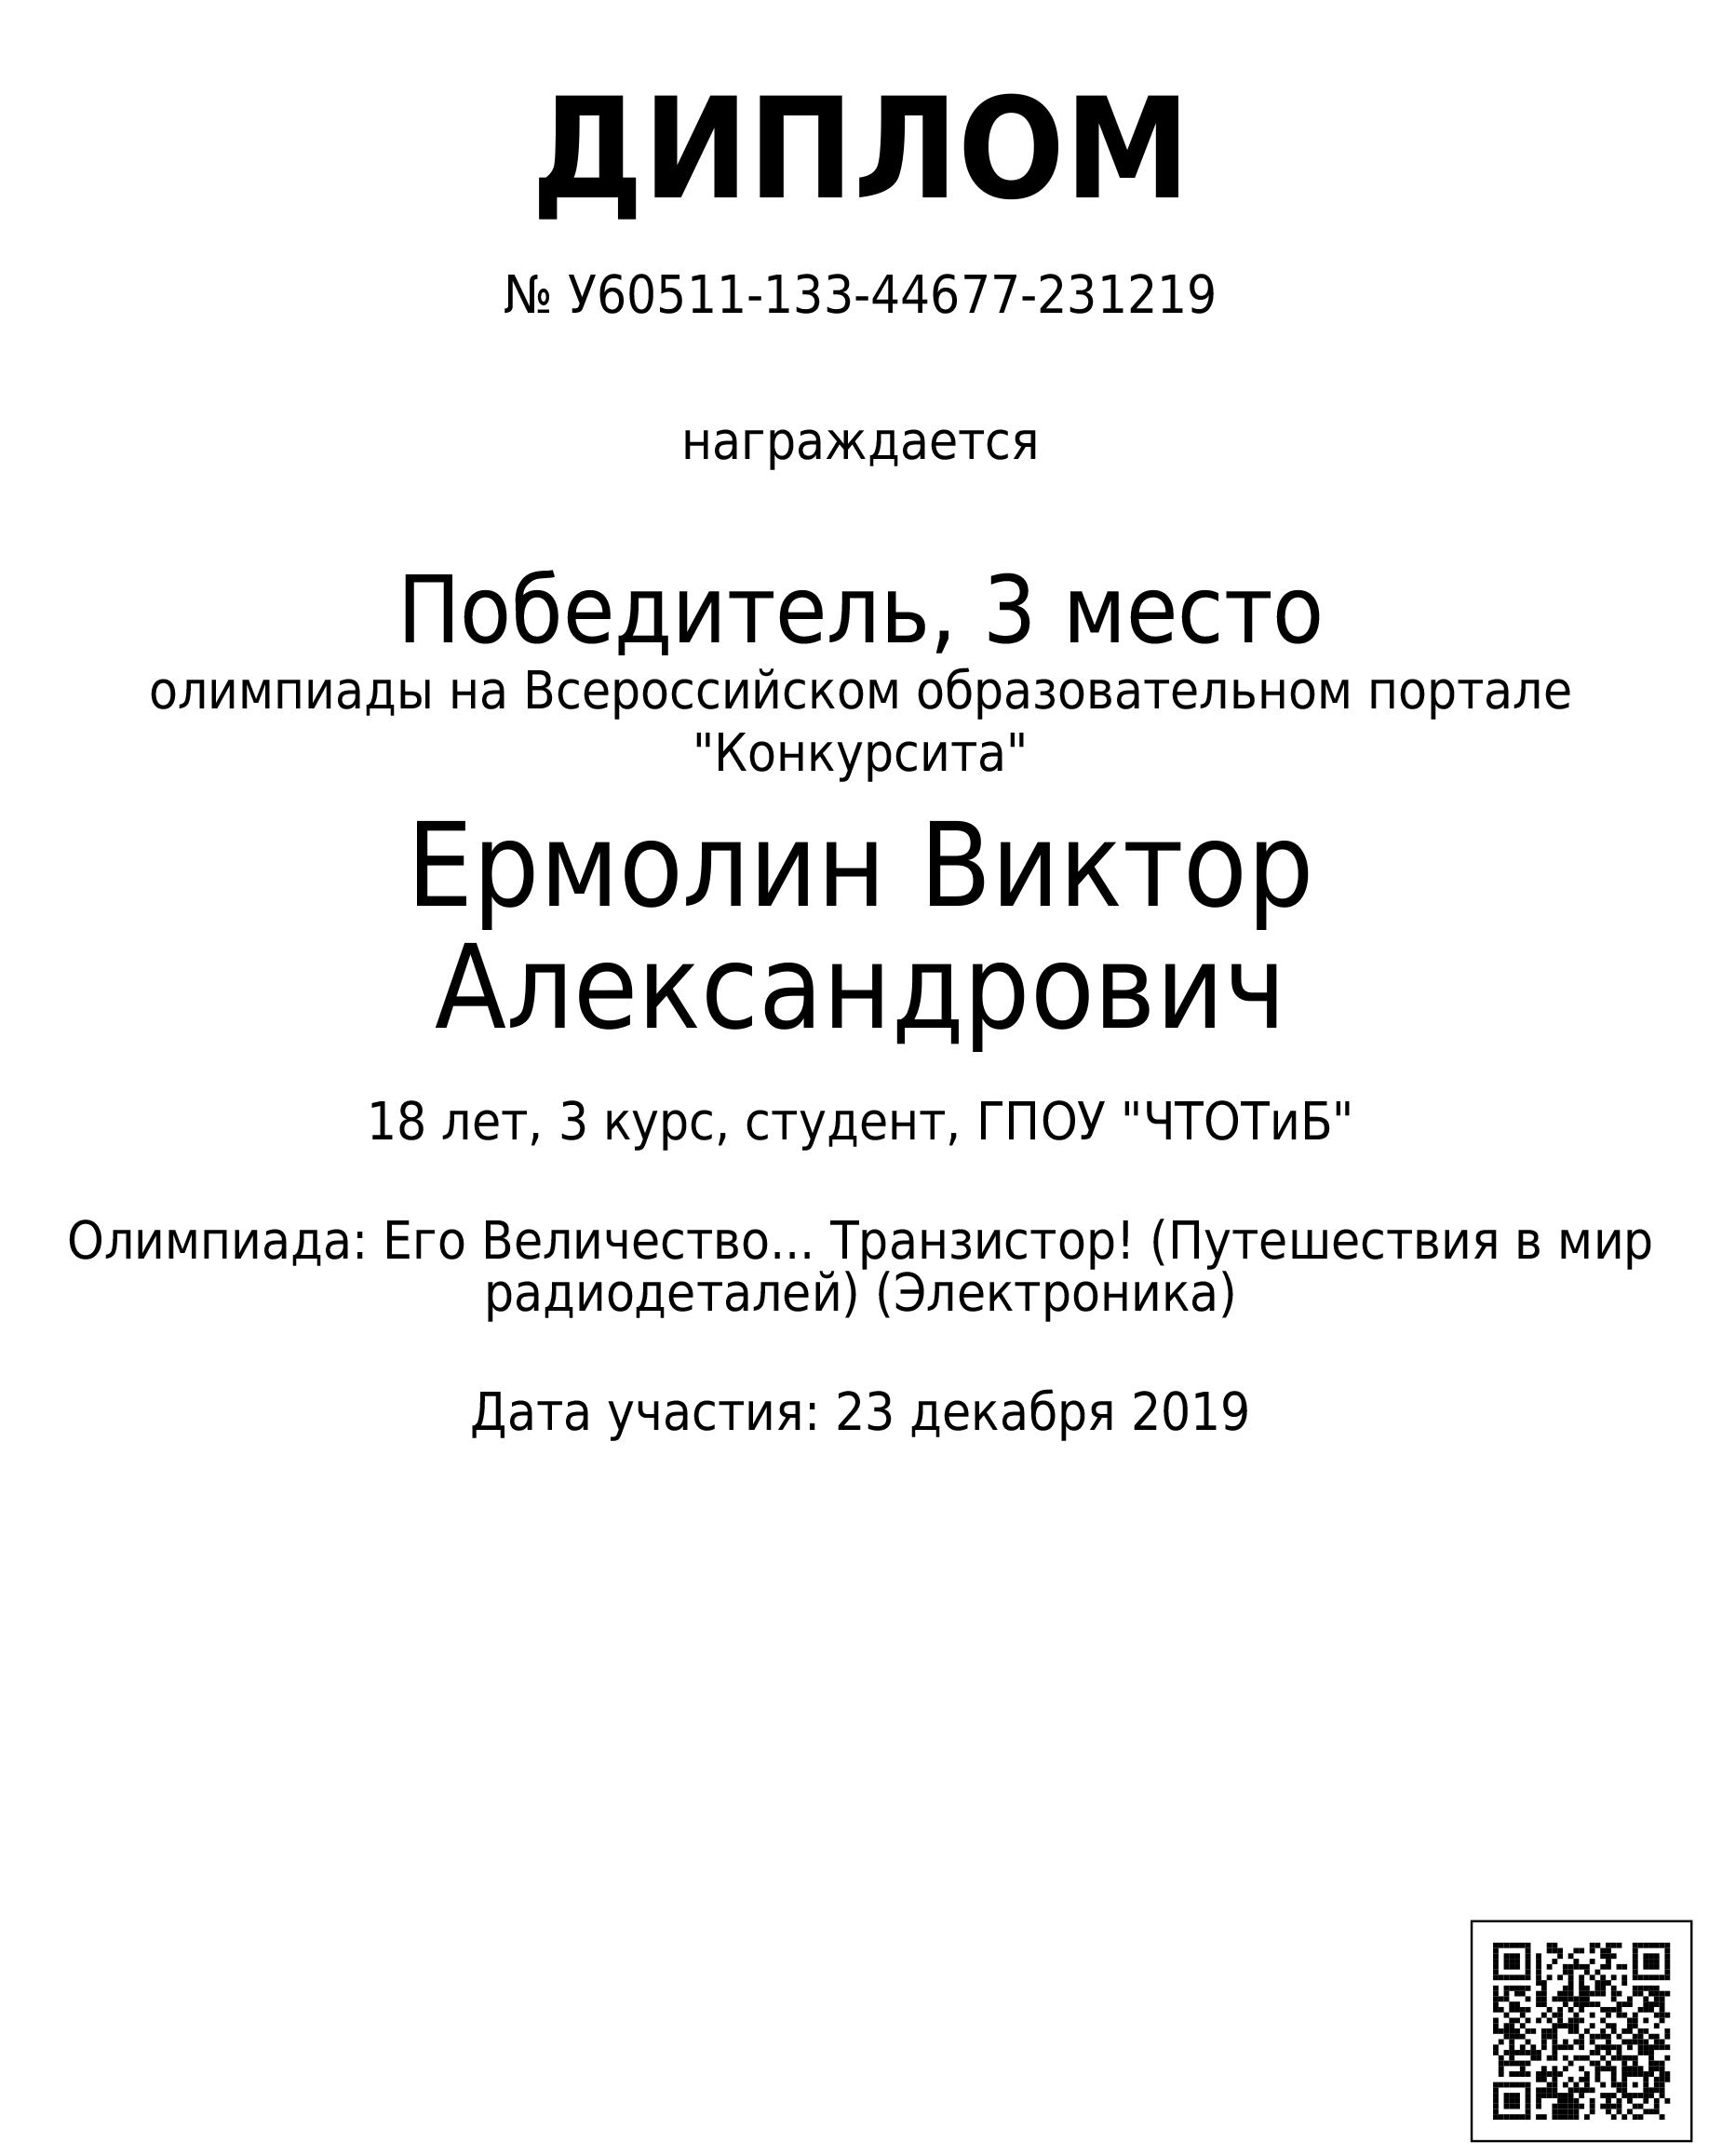 ДИПЛОМ
№ У60511-133-44677-231219
награждается
Победитель, 3 место
олимпиады на Всероссийском образовательном портале
"Конкурсита"
Ермолин Виктор
Александрович
18 лет, 3 курс, студент, ГПОУ "ЧТОТиБ"
Олимпиада: Его Величество... Транзистор! (Путешествия в мир
радиодеталей) (Электроника)
Дата участия: 23 декабря 2019